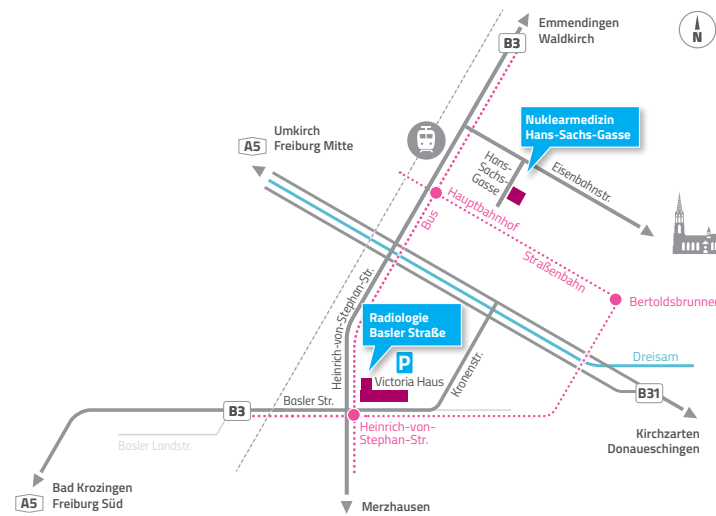 Emmendingen
Waldkirch
B3
N
Nuklearmedizin
Hans-Sachs-Gasse
Umkirch
Freiburg Mitte
A5
Hans-
Sachs-
Gasse
Eisenbahnstr.
Hauptbahnhof
Bus
Straßenbahn
Bertoldsbrunnen
Heinrich-von-Stephan-Str.
Radiologie
Basler Straße
P
Victoria Haus
Kronenstr.
Dreisam
B31
Basler Str.
B3
Heinrich-von-
Stephan-Str.
Basler Landstr.
Kirchzarten
Donaueschingen
Bad Krozingen
Freiburg Süd
A5
Merzhausen